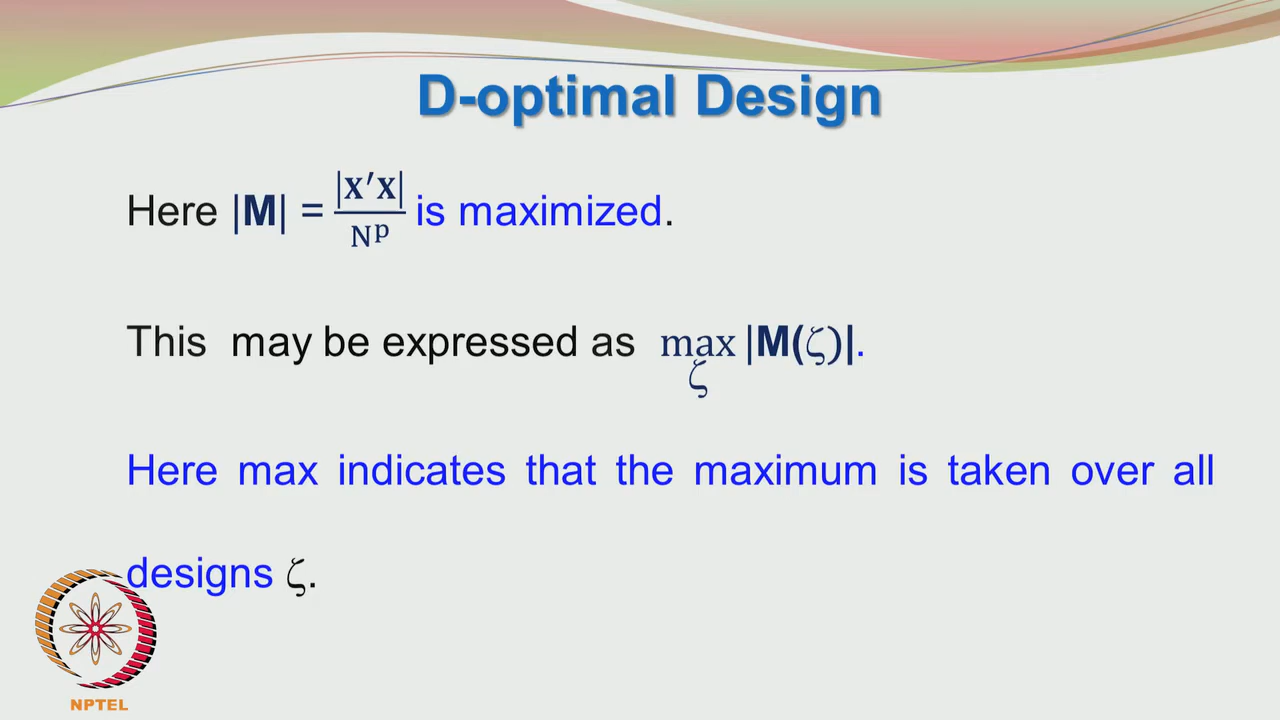 D-optimal Design
Here |M| = |X′X| / N^p is maximized.
This may be expressed as max_ζ |M(ζ)|.
Here max indicates that the maximum is taken over all
designs ζ.
NPTEL